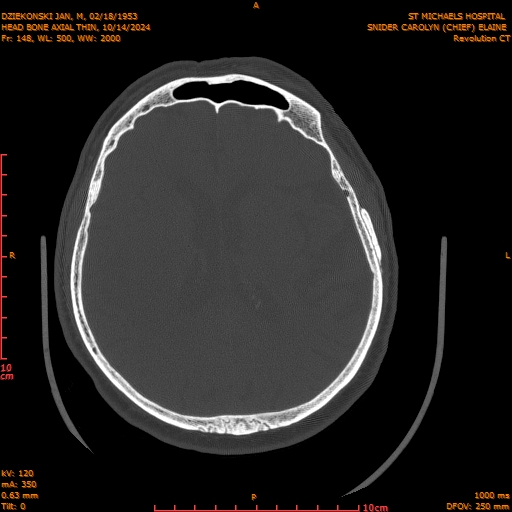 A
DZIEKONSKI JAN, M, 02/18/1953
HEAD BONE AXIAL THIN, 10/14/2024
Fr: 148, WL: 500, WW: 2000
ST MICHAELS HOSPITAL
SNIDER CAROLYN (CHIEF) ELAINE
Revolution CT
R
L
10
cm
kV: 120
mA: 350
0.63 mm
Tilt: 0
P
10cm
1000 ms
DFOV: 250 mm